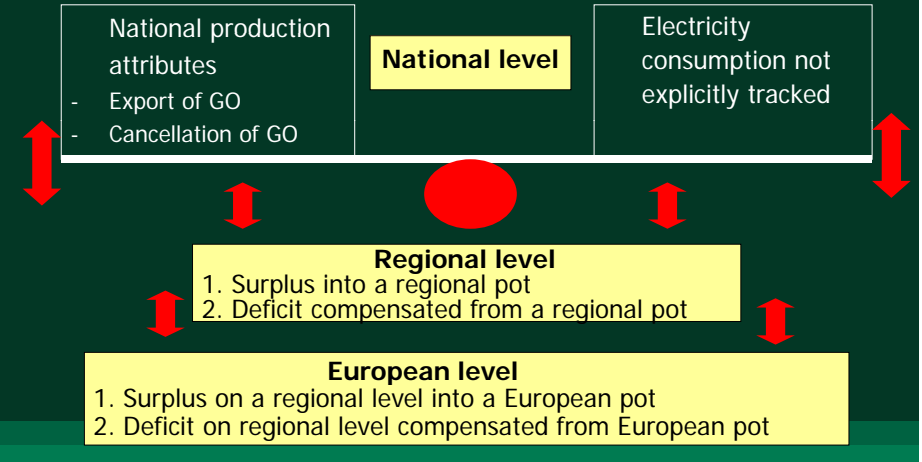 National production
attributes
- Export of GO
- Cancellation of GO
National level
Electricity
consumption not
explicitly tracked
Regional level
1. Surplus into a regional pot
2. Deficit compensated from a regional pot
European level
1. Surplus on a regional level into a European pot
2. Deficit on regional level compensated from European pot